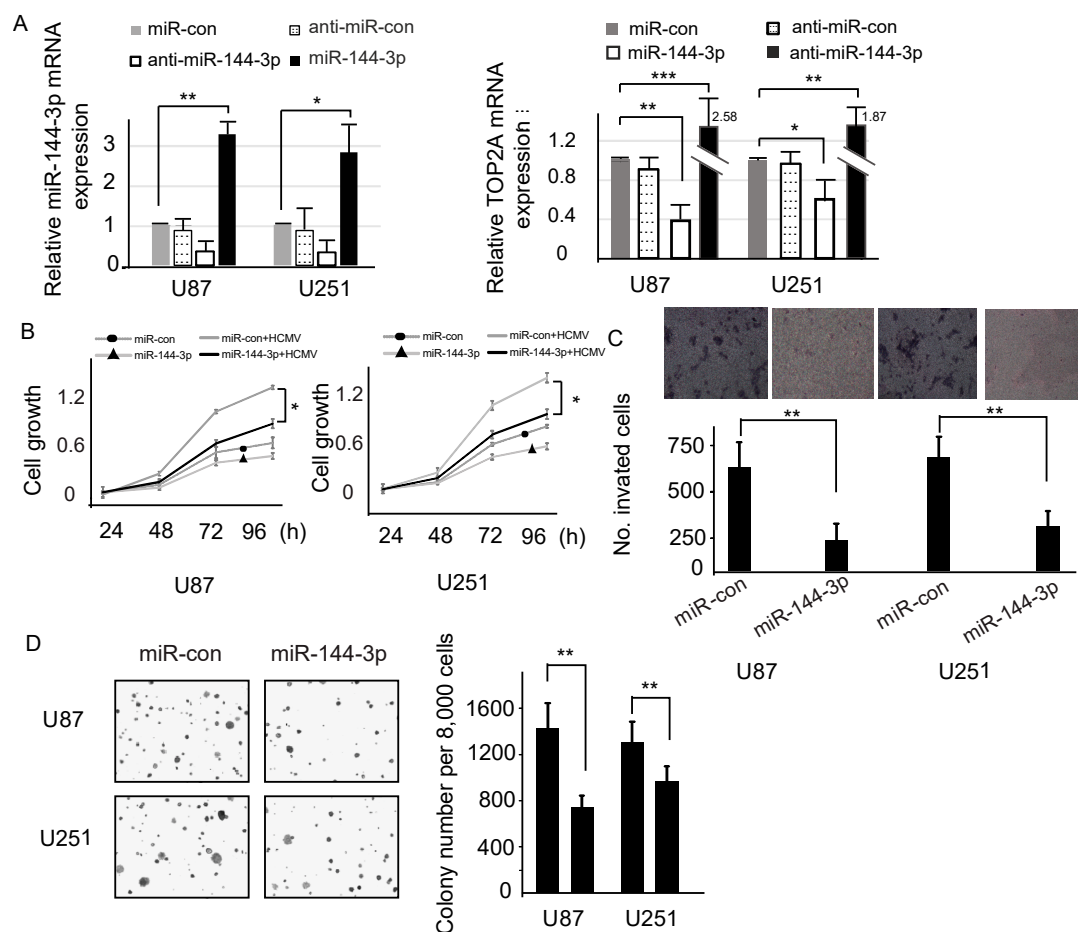 A
miR-con
anti-miR-con
anti-miR-144-3p
miR-144-3p
Relative miR-144-3p mRNA
expression
3
2
1
0
**
*
U87
U251
miR-con
anti-miR-con
miR-144-3p
anti-miR-144-3p
Relative TOP2A mRNA
expression
1.2
0.8
0.4
0
***
**
2.58
**
*
1.87
U87
U251
B
miR-con
miR-con+HCMV
miR-144-3p
miR-144-3p+HCMV
Cell growth
1.2
0.6
0
*
24 48 72 96 (h)
U87
miR-con
miR-con+HCMV
miR-144-3p
miR-144-3p+HCMV
Cell growth
1.2
0.6
0
*
24 48 72 96 (h)
U251
C
No. invated cells
750
500
250
0
**
**
miR-con
miR-144-3p
miR-con
miR-144-3p
U87
U251
D
miR-con
miR-144-3p
U87
U251
Colony number per 8,000 cells
1600
1200
800
400
0
**
**
U87
U251